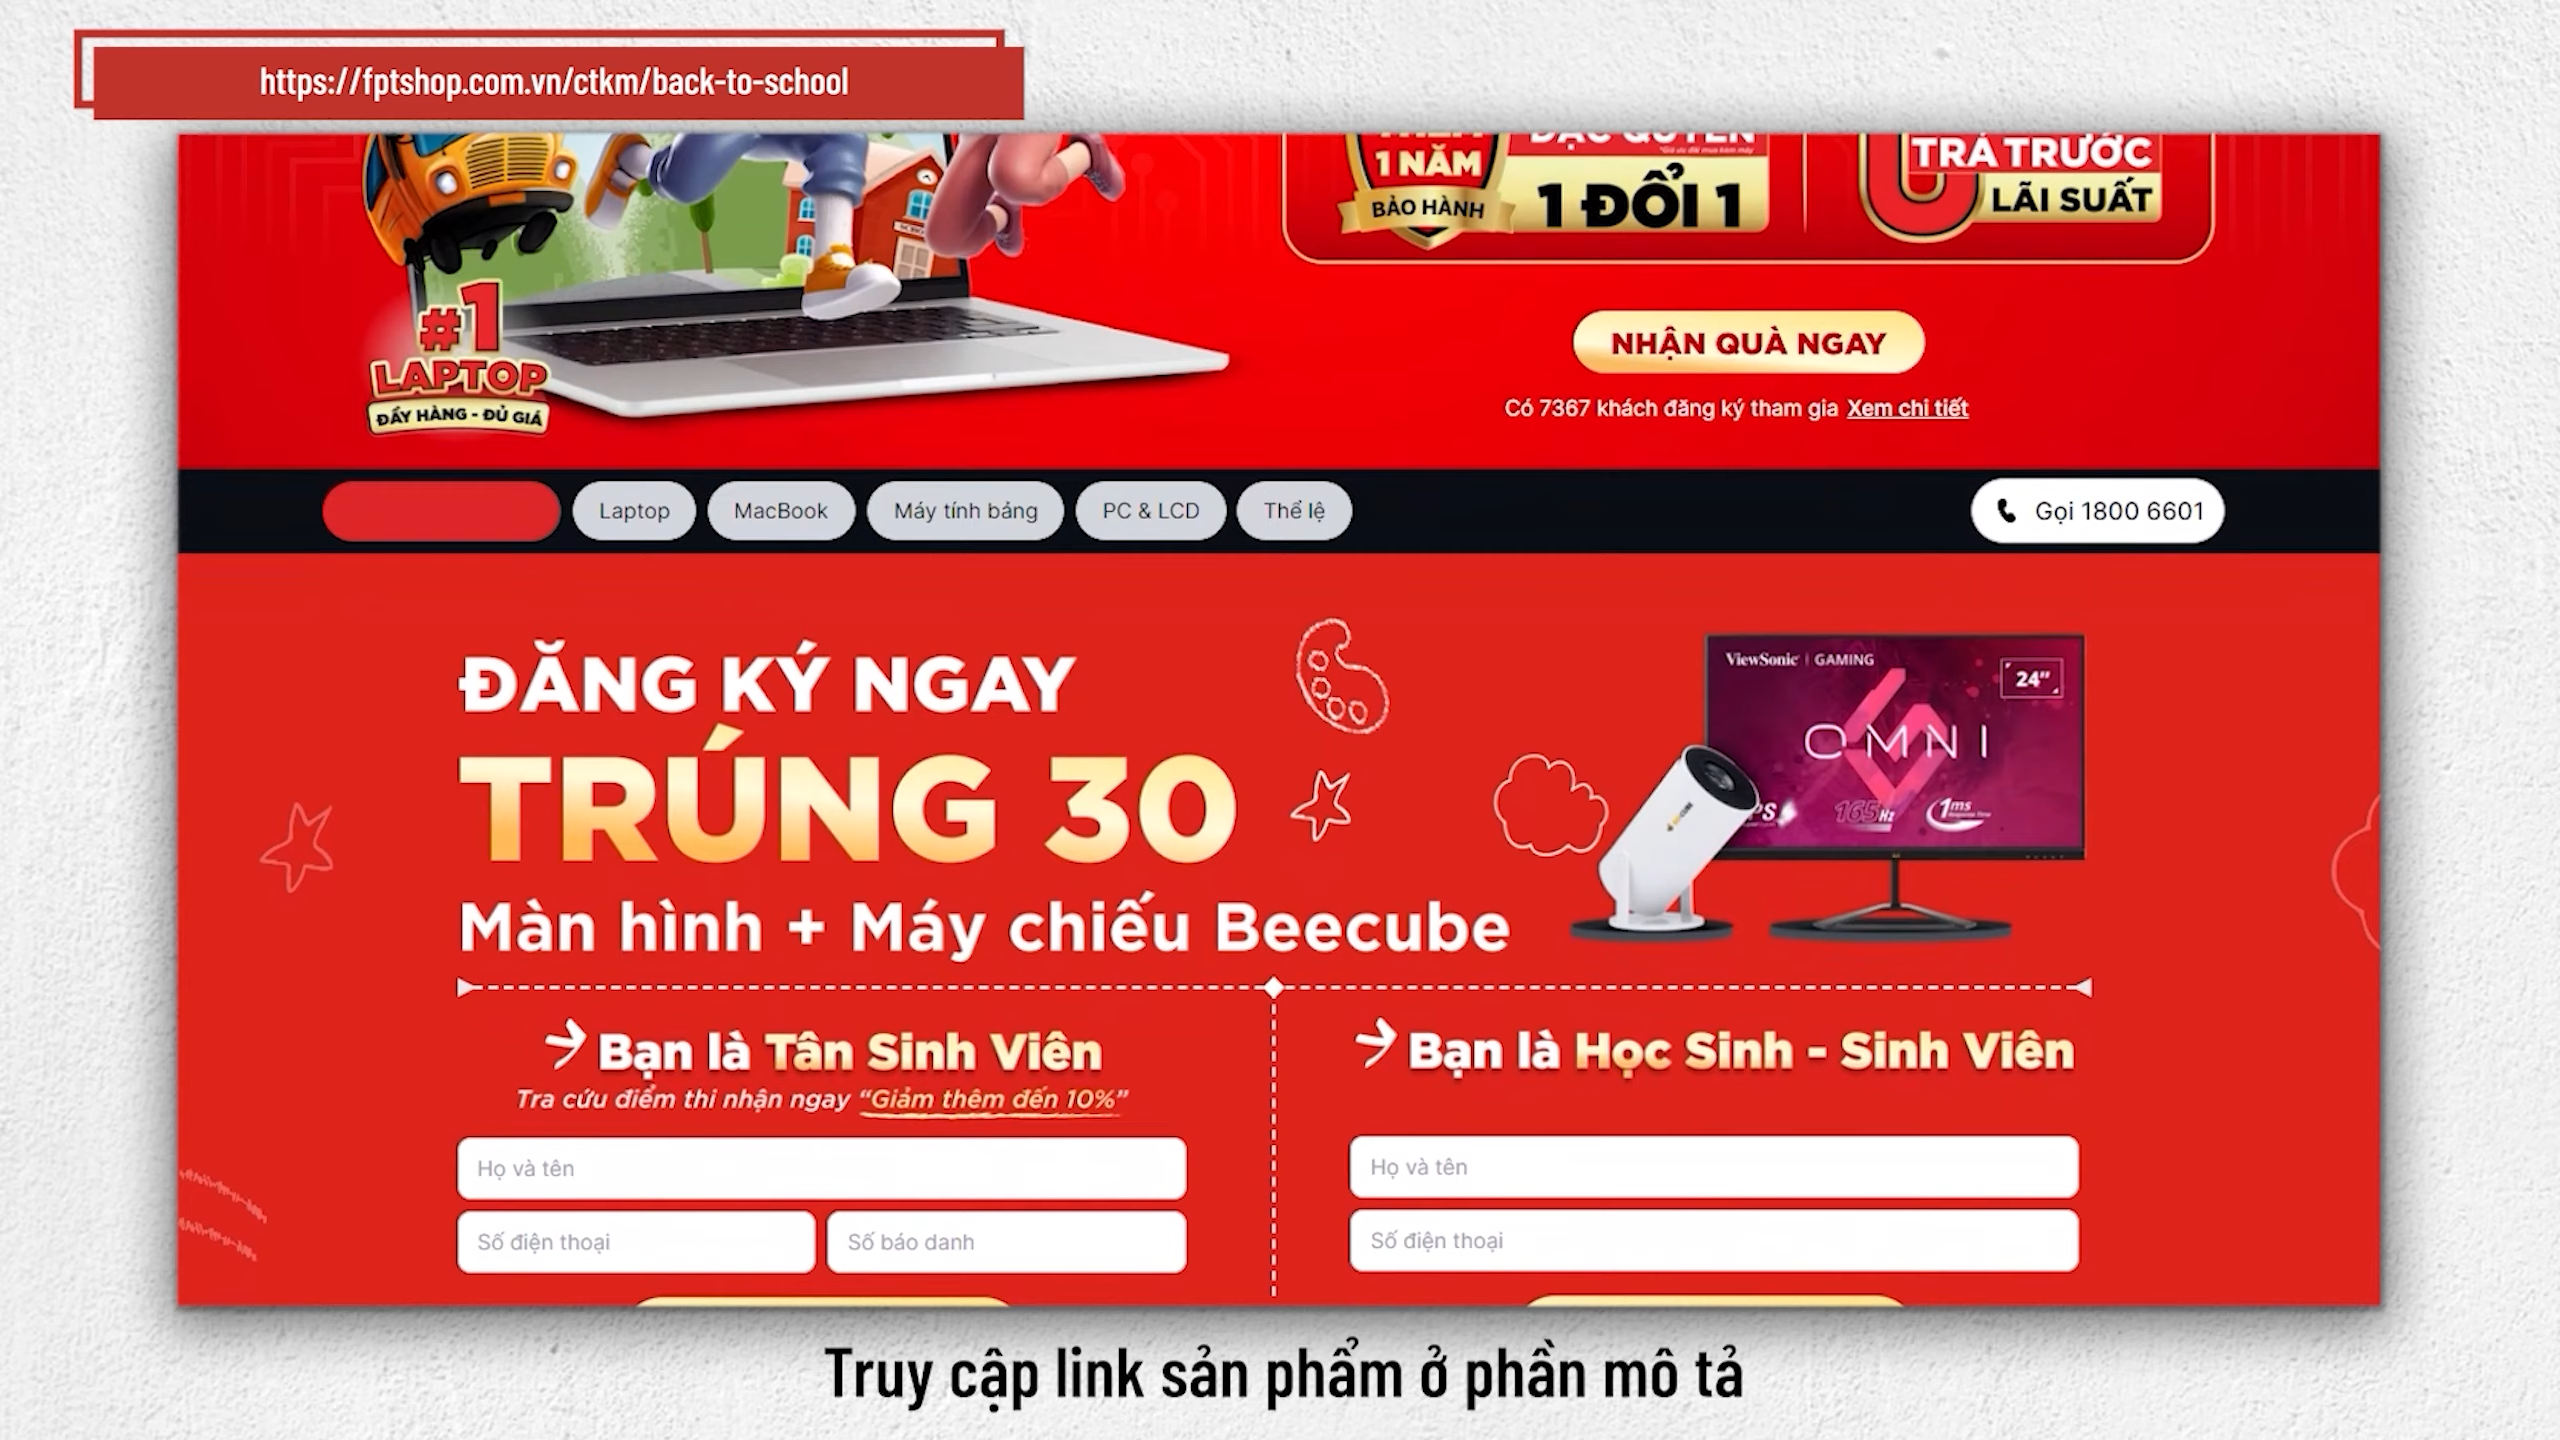 https://fptshop.com.vn/ctkm/back-to-school
1 NĂM
BẢO HÀNH
ĐẶC QUYỀN
1 ĐỔI 1
TRẢ TRƯỚC
LÃI SUẤT
#1
LAPTOP
ĐẦY HÀNG - ĐỦ GIÁ
NHẬN QUÀ NGAY
Có 7367 khách đăng ký tham gia Xem chi tiết
Laptop
MacBook
Máy tính bảng
PC & LCD
Thể lệ
Gọi 1800 6601
ĐĂNG KÝ NGAY
TRÚNG 30
Màn hình + Máy chiếu Beecube
ViewSonic | GAMING
24"
OMNI
165Hz
1ms
Bạn là Tân Sinh Viên
Tra cứu điểm thi nhận ngay “Giảm thêm đến 10%”
Họ và tên
Số điện thoại
Số báo danh
Bạn là Học Sinh - Sinh Viên
Họ và tên
Số điện thoại
Truy cập link sản phẩm ở phần mô tả